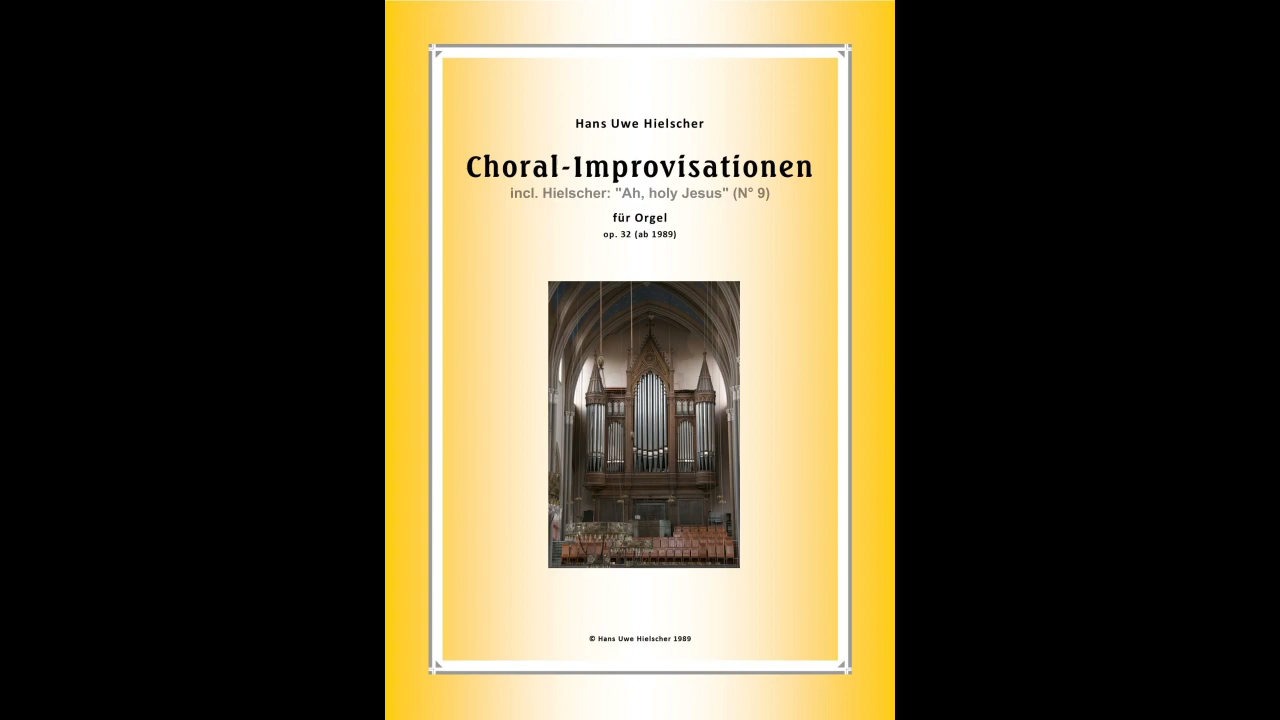 Hans Uwe Hielscher
Choral-Improvisationen
incl. Hielscher: "Ah, holy Jesus" (N° 9)
für Orgel
op. 32 (ab 1989)
© Hans Uwe Hielscher 1989